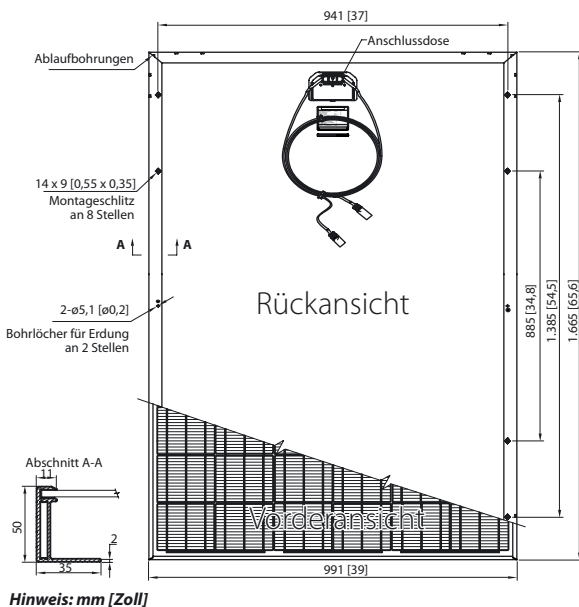 941 [37]
Anschlussdose
Ablaufbohrungen
14 x 9 [0,55 x 0,35]
Montageschlitz
an 8 Stellen
A
A
2-ø5,1 [ø0,2]
Bohrlöcher für Erdung
an 2 Stellen
Rückansicht
885 [34,8]
1.385 [54,5]
1.665 [65,6]
Abschnitt A-A
11
50
2
35
Vorderansicht
991 [39]
Hinweis: mm [Zoll]